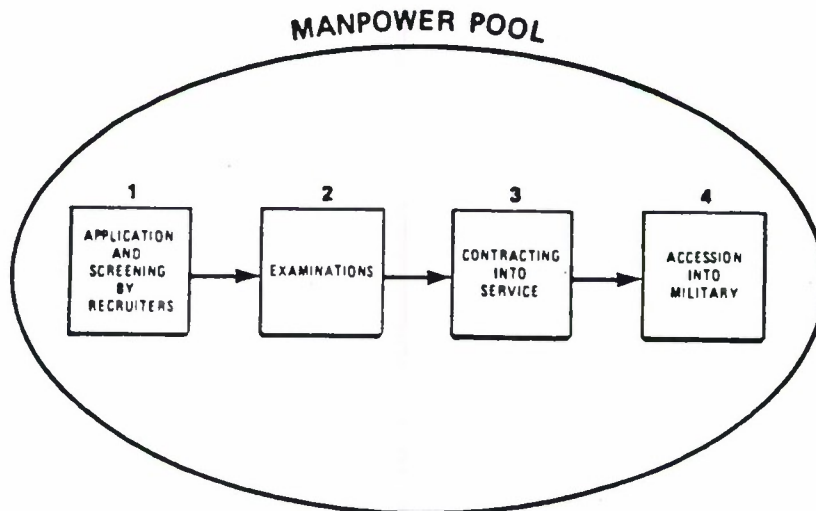 MANPOWER POOL
1
APPLICATION
AND
SCREENING
BY
RECRUITERS
2
EXAMINATIONS
3
CONTRACTING
INTO
SERVICE
4
ACCESSION
INTO
MILITARY